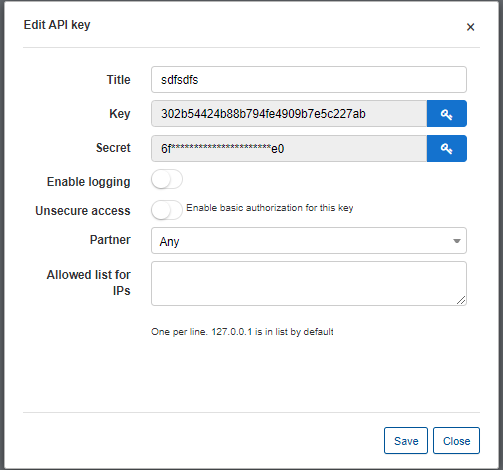 Edit API key
×
Title
sdfsdfs
Key
302b54424b88b794fe4909b7e5c227ab
Secret
6f**********************e0
Enable logging
Unsecure access
Enable basic authorization for this key
Partner
Any
Allowed list for
IPs
One per line. 127.0.0.1 is in list by default
Save
Close